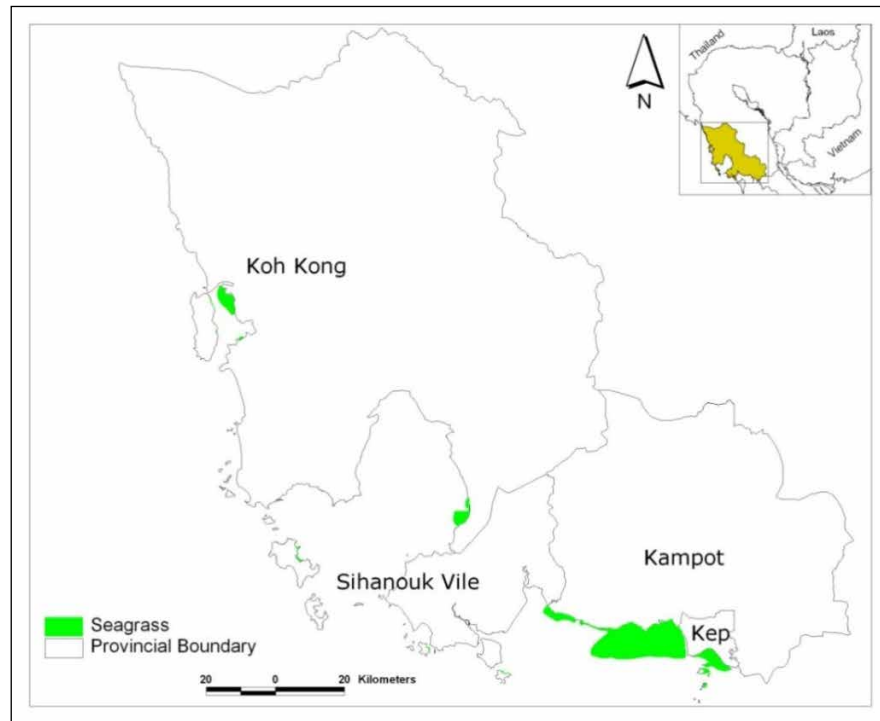 Laos
Thailand
Vietnam
N
Koh Kong
Kampot
Sihanouk Vile
Kep
Seagrass
Provincial Boundary
20 0 20 Kilometers